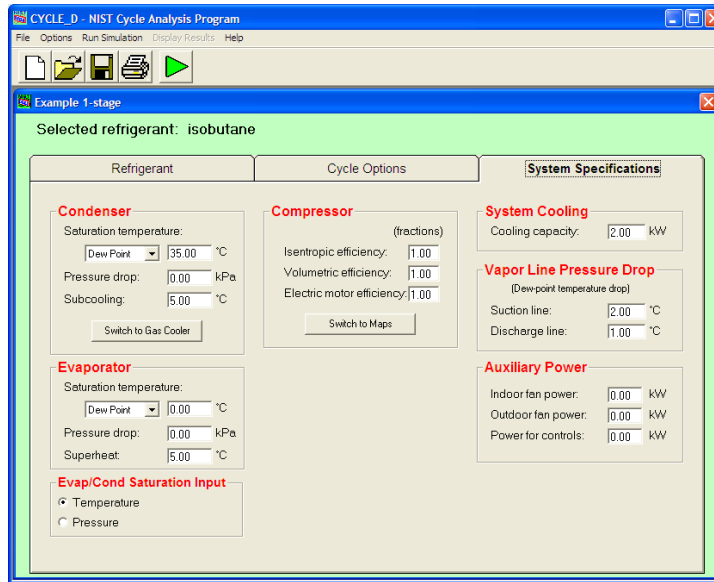 CYCLE_D - NIST Cycle Analysis Program
File Options Run Simulation Display Results Help
Example 1-stage
Selected refrigerant: isobutane
Refrigerant
Cycle Options
System Specifications
Condenser
Saturation temperature:
Dew Point 35.00 °C
Pressure drop: 0.00 kPa
Subcooling: 5.00 °C
Switch to Gas Cooler
Evaporator
Saturation temperature:
Dew Point 0.00 °C
Pressure drop: 0.00 kPa
Superheat: 5.00 °C
Evap/Cond Saturation Input
Temperature
Pressure
Compressor
(fractions)
Isentropic efficiency: 1.00
Volumetric efficiency: 1.00
Electric motor efficiency: 1.00
Switch to Maps
System Cooling
Cooling capacity: 2.00 kW
Vapor Line Pressure Drop
(Dew-point temperature drop)
Suction line: 2.00 °C
Discharge line: 1.00 °C
Auxiliary Power
Indoor fan power: 0.00 kW
Outdoor fan power: 0.00 kW
Power for controls: 0.00 kW